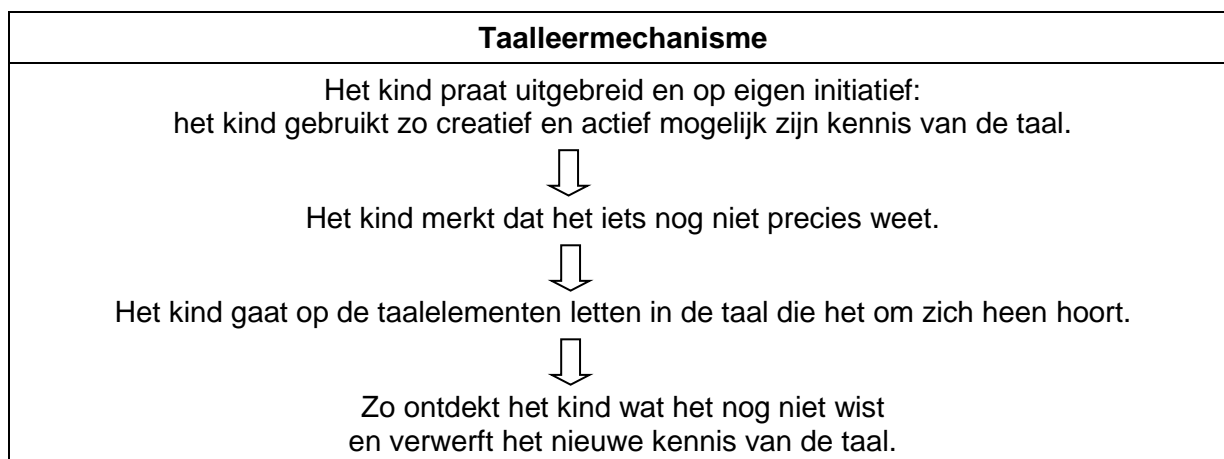 Taalleermechanisme
Het kind praat uitgebreid en op eigen initiatief:
het kind gebruikt zo creatief en actief mogelijk zijn kennis van de taal.
Het kind merkt dat het iets nog niet precies weet.
Het kind gaat op de taalelementen letten in de taal die het om zich heen hoort.
Zo ontdekt het kind wat het nog niet wist
en verwerft het nieuwe kennis van de taal.